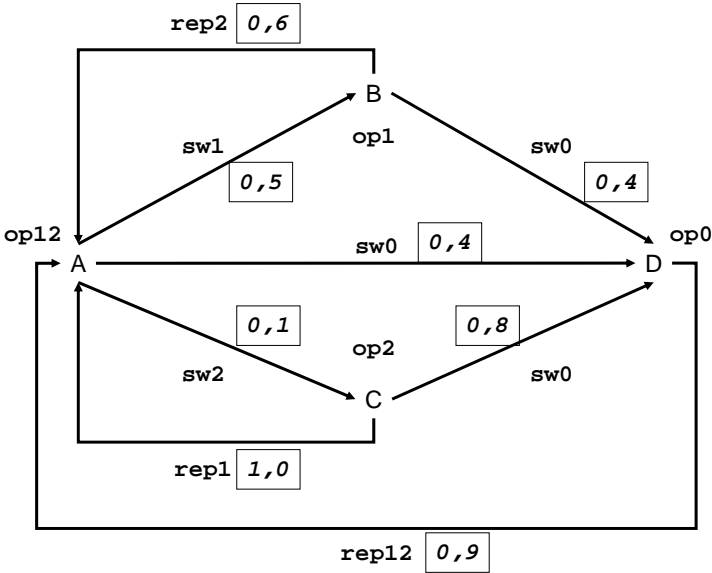 rep2 0,6
B
op1
sw1
0,5
sw0
0,4
op12
A
sw0 0,4
D
op0
0,1
sw2
op2
C
0,8
sw0
rep1 1,0
rep12 0,9